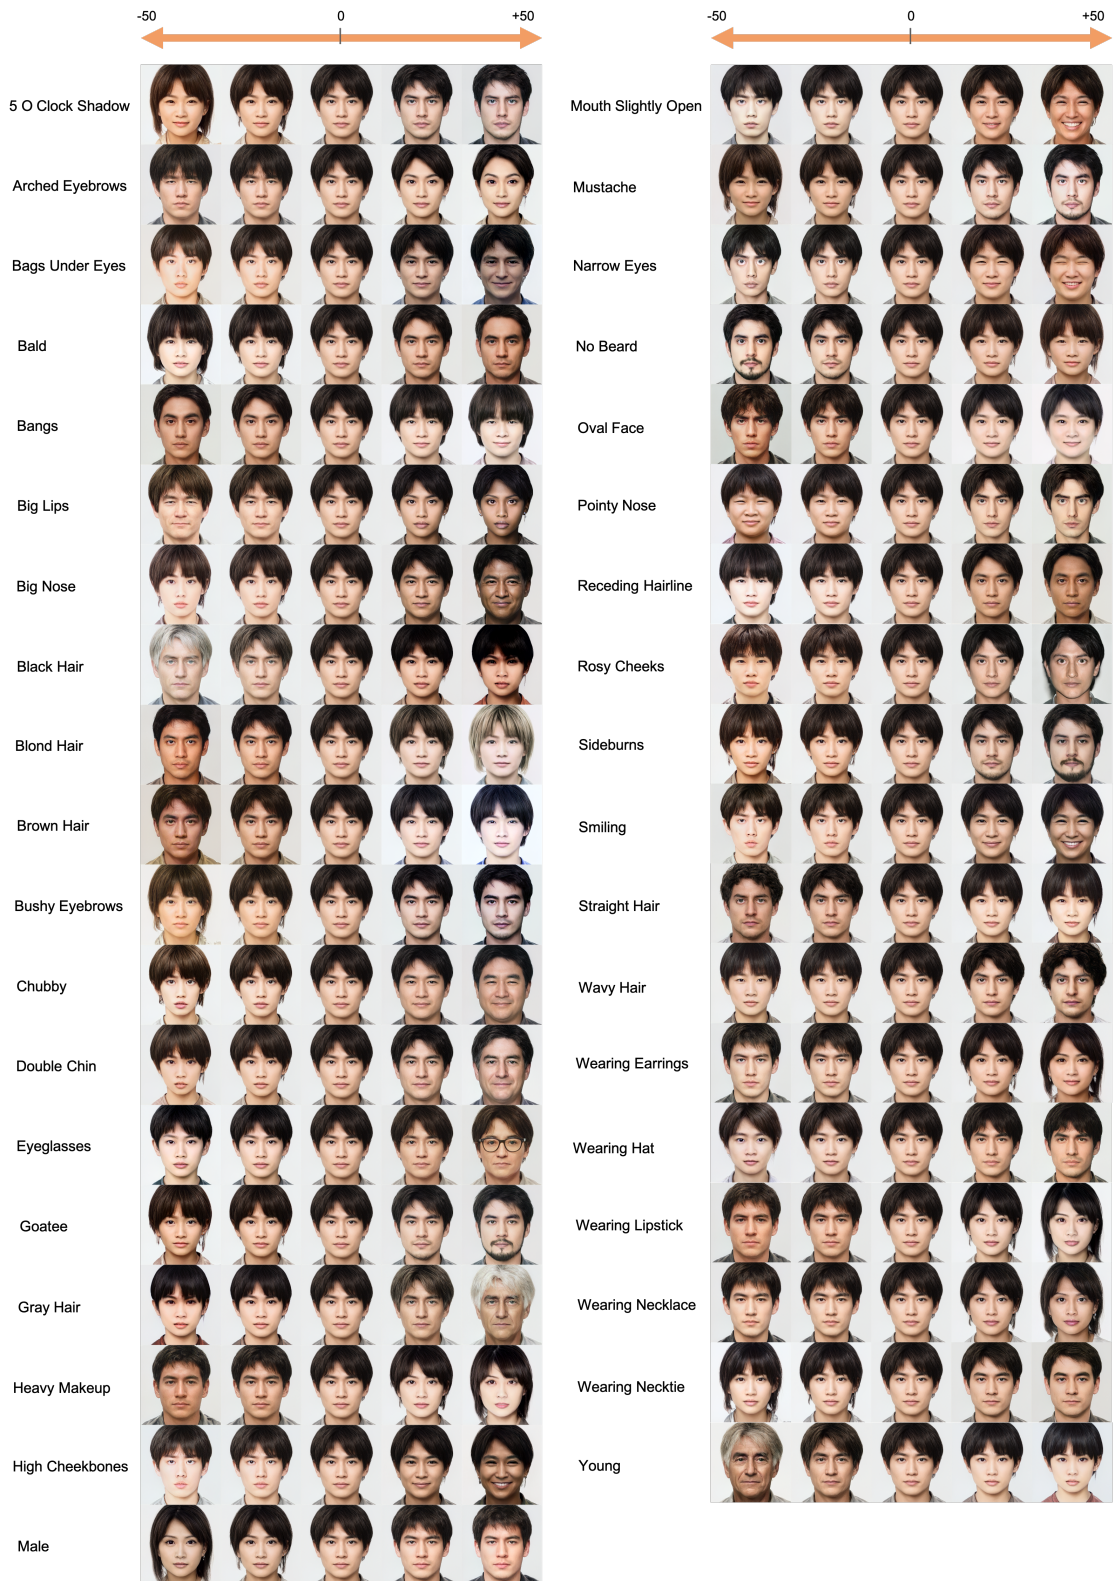 -50 0 +50
5 O Clock Shadow
Arched Eyebrows
Bags Under Eyes
Bald
Bangs
Big Lips
Big Nose
Black Hair
Blond Hair
Brown Hair
Bushy Eyebrows
Chubby
Double Chin
Eyeglasses
Goatee
Gray Hair
Heavy Makeup
High Cheekbones
Male
-50 0 +50
Mouth Slightly Open
Mustache
Narrow Eyes
No Beard
Oval Face
Pointy Nose
Receding Hairline
Rosy Cheeks
Sideburns
Smiling
Straight Hair
Wavy Hair
Wearing Earrings
Wearing Hat
Wearing Lipstick
Wearing Necklace
Wearing Necktie
Young